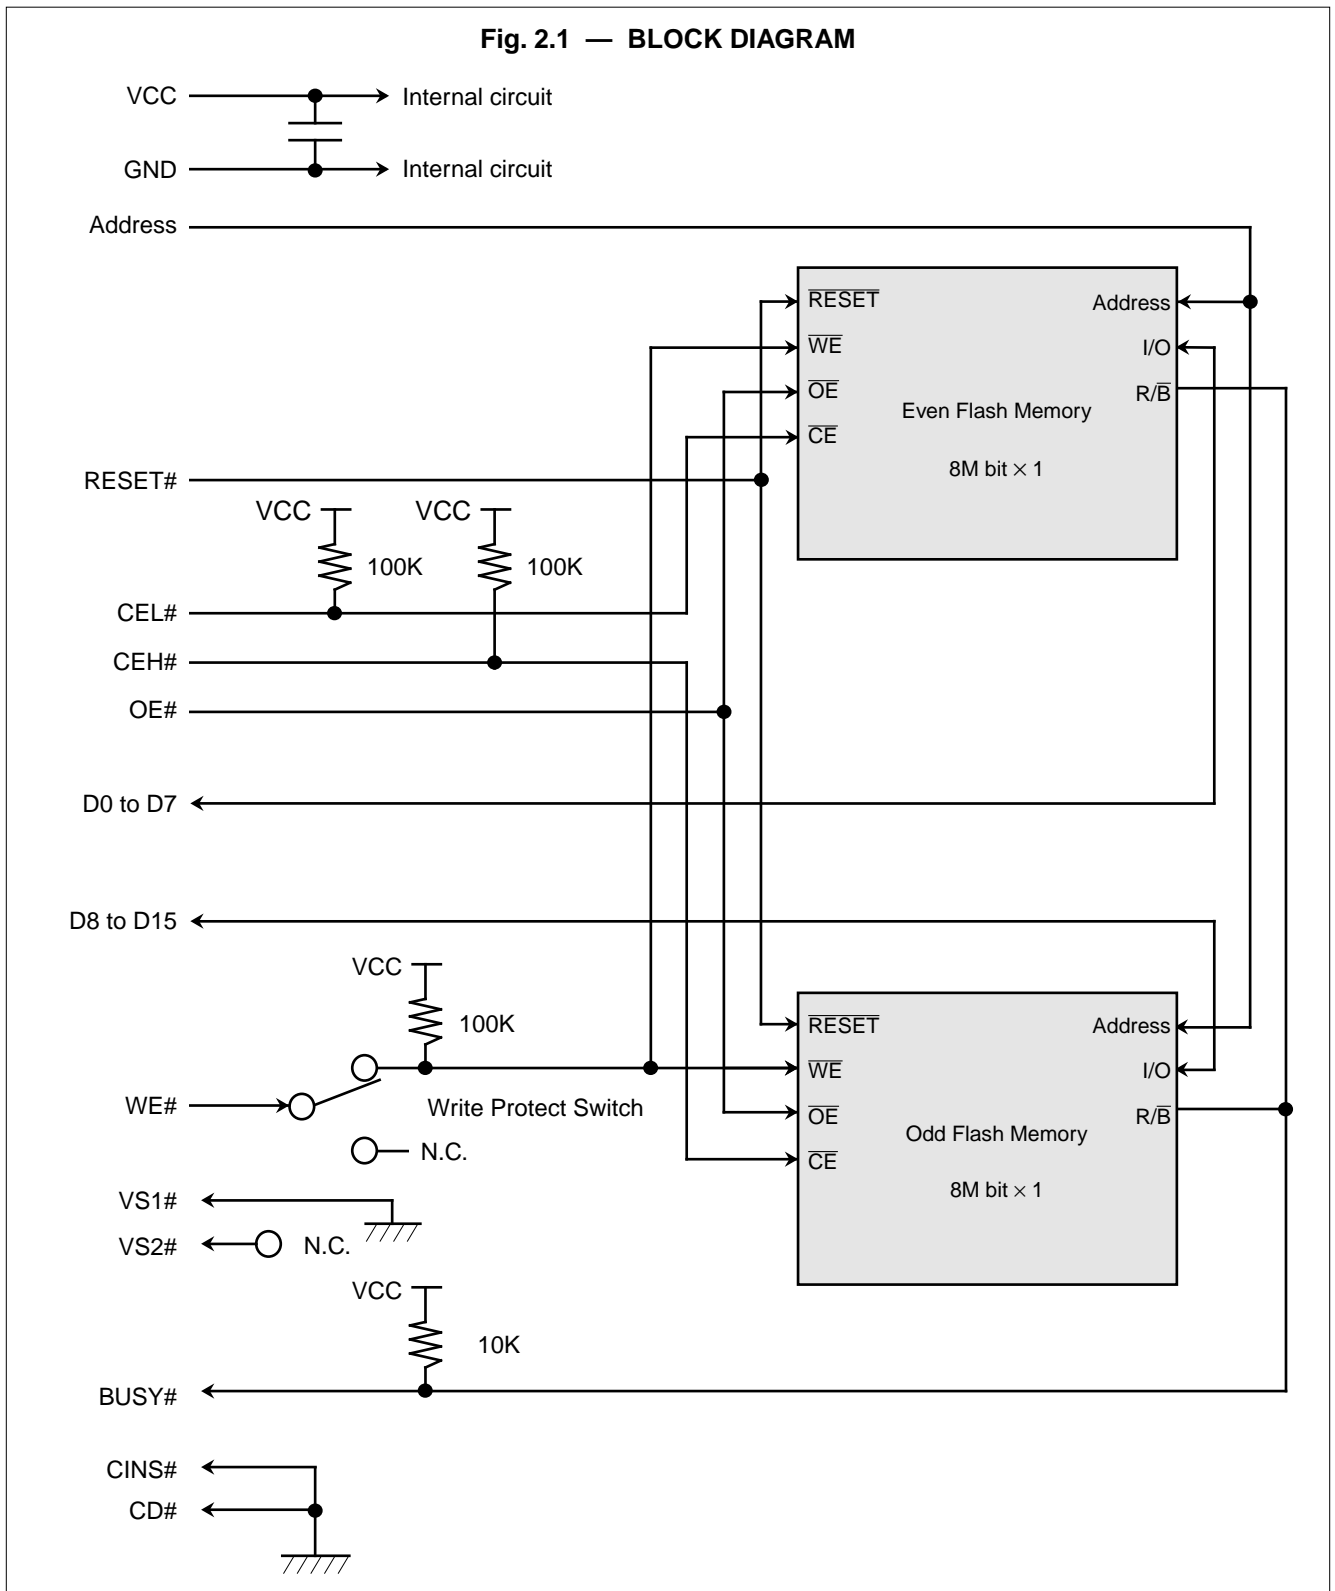 Fig. 2.1 — BLOCK DIAGRAM
VCC
Internal circuit
GND
Internal circuit
Address
RESET
Address
WE
I/O
OE
R/B
Even Flash Memory
CE
8M bit × 1
RESET#
VCC
VCC
100K
100K
CEL#
CEH#
OE#
D0 to D7
D8 to D15
VCC
100K
RESET
Address
WE
I/O
WE#
Write Protect Switch
OE
R/B
Odd Flash Memory
N.C.
CE
8M bit × 1
VS1#
VS2#
N.C.
VCC
10K
BUSY#
CINS#
CD#